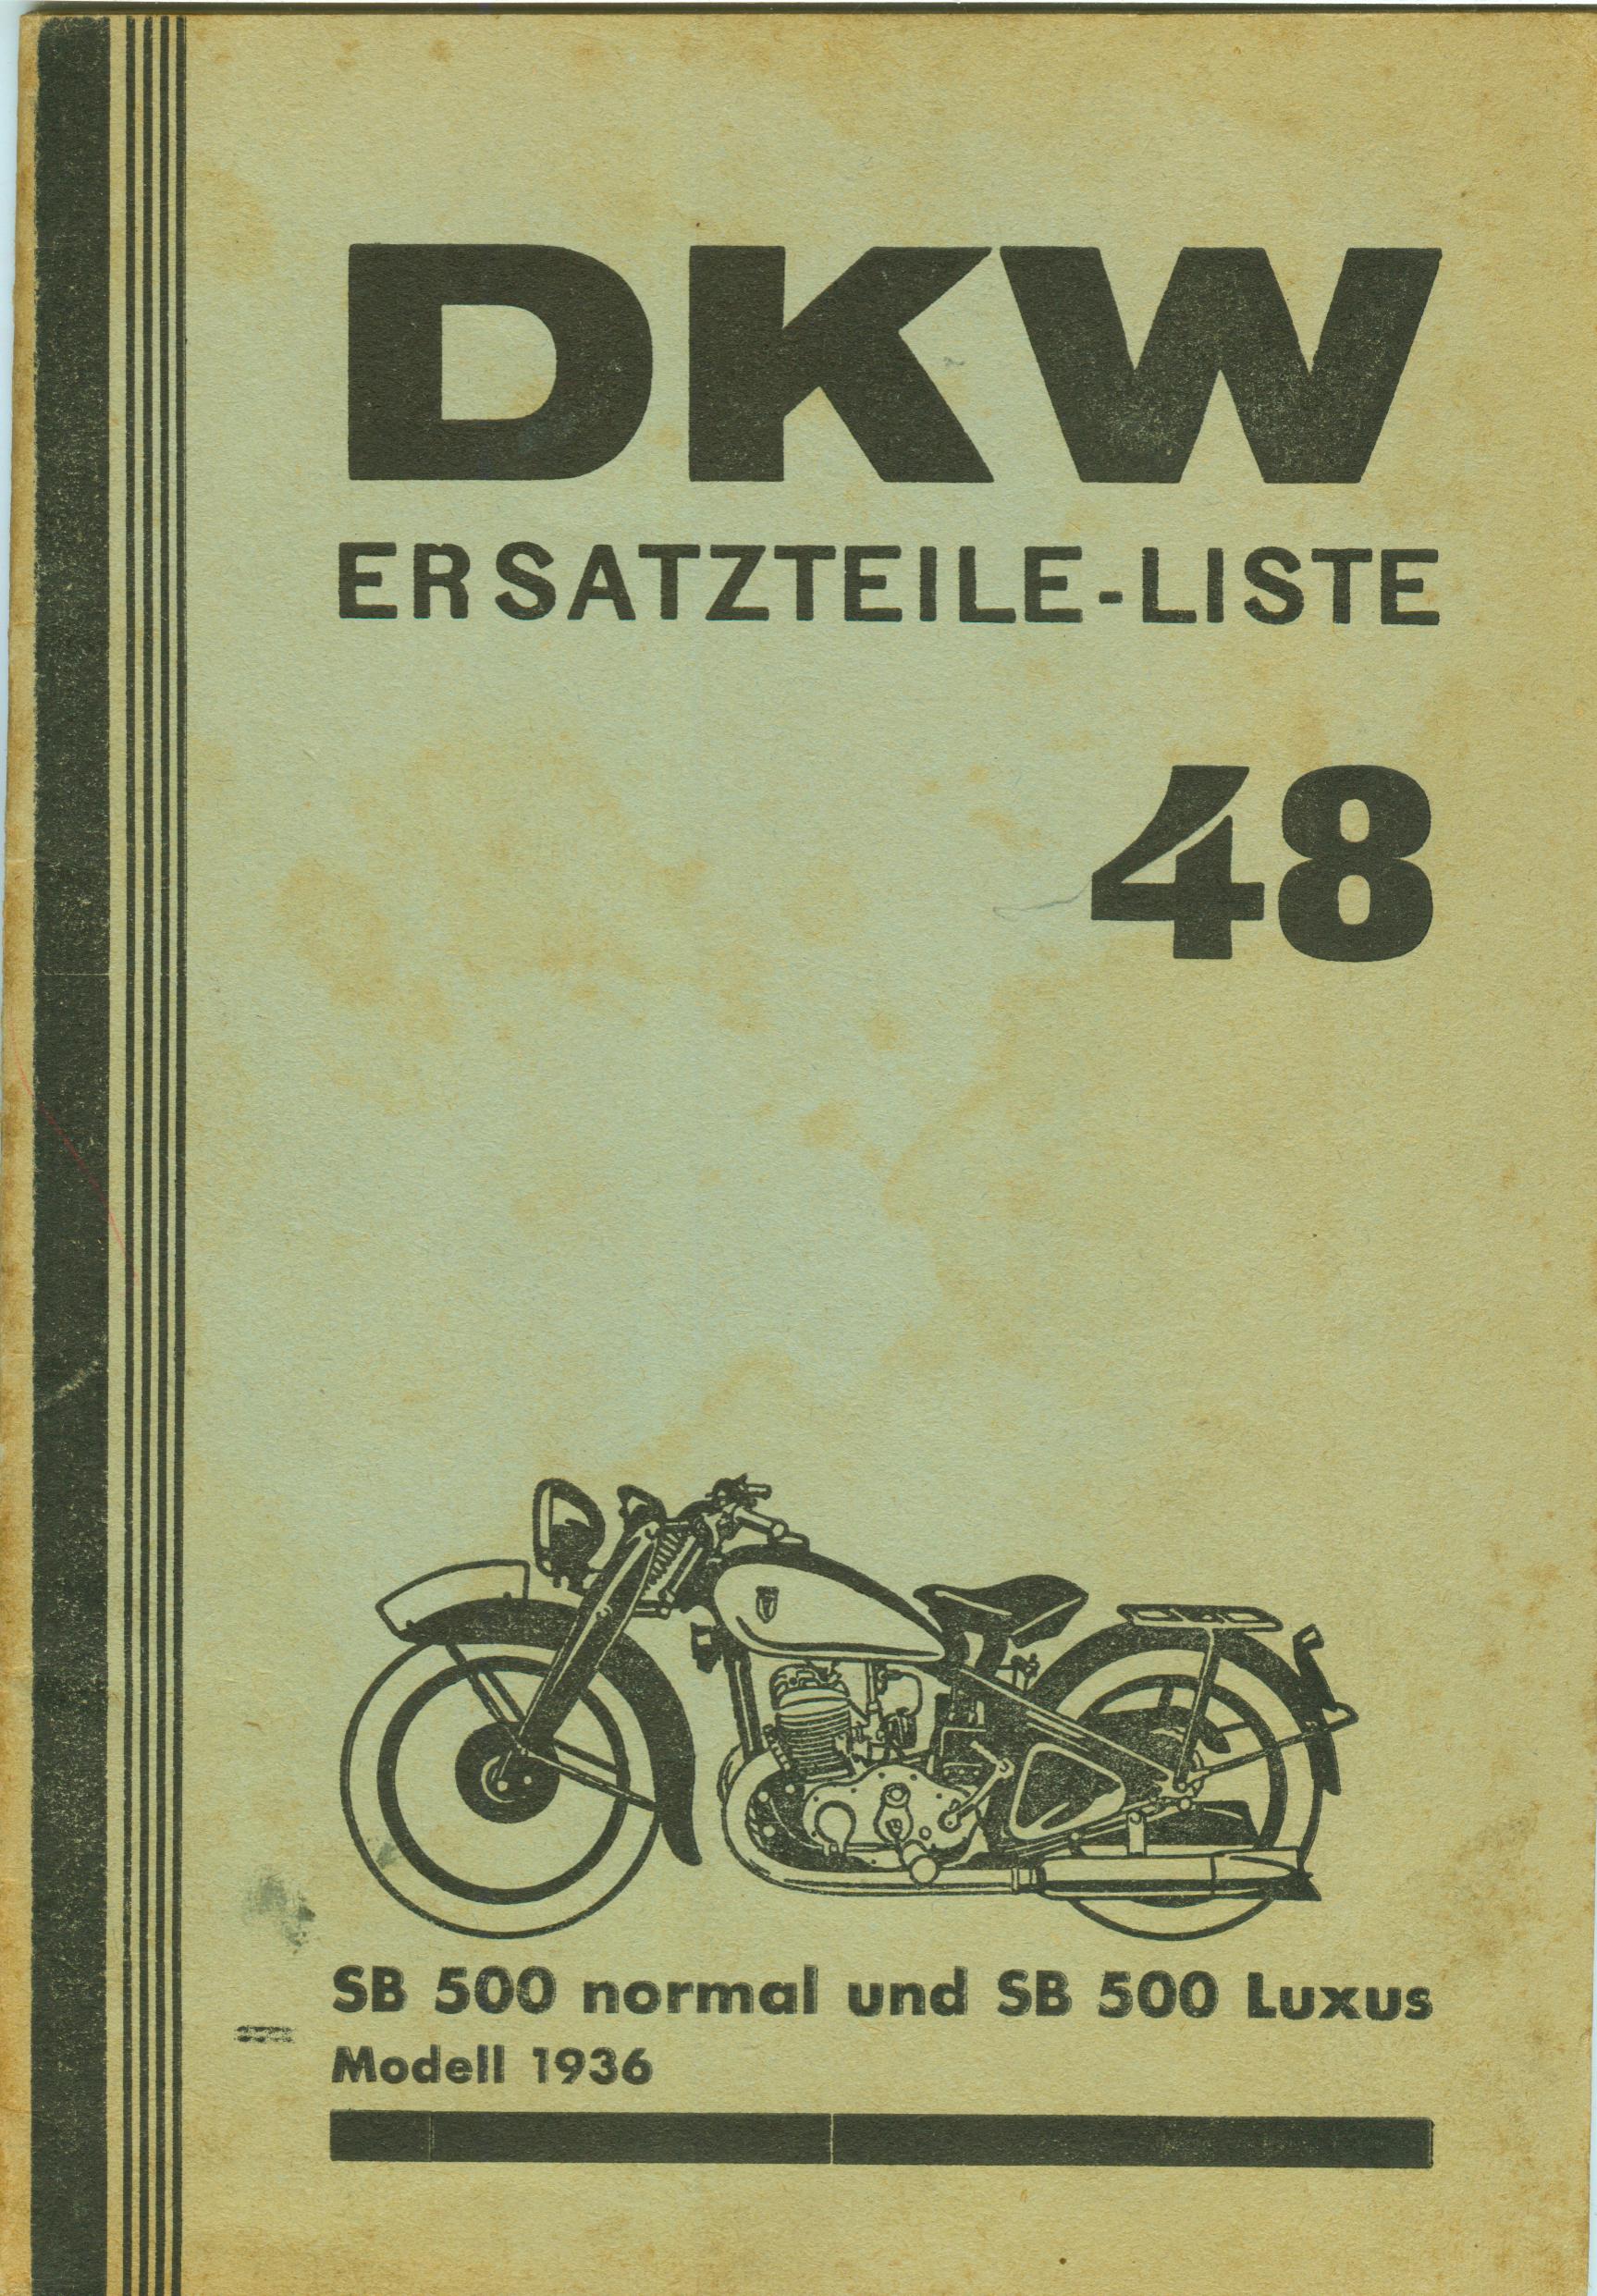 DKW
ERSATZTEILE-LISTE
48
SB 500 normal und SB 500 Luxus
Modell 1936